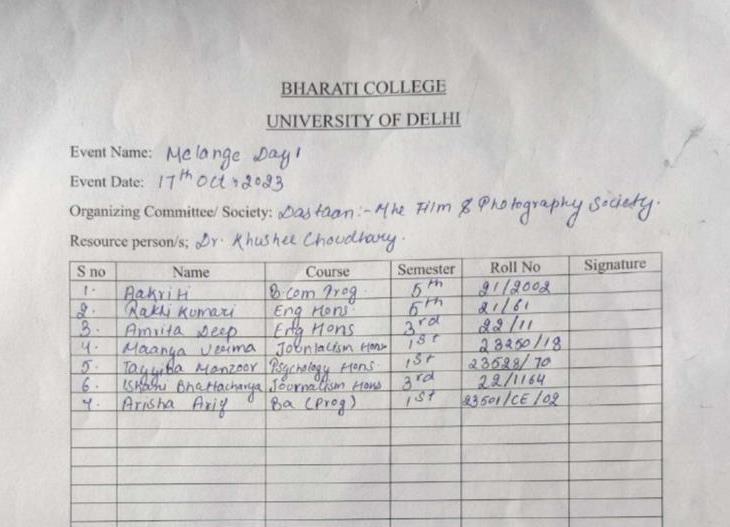 BHARATI COLLEGE
UNIVERSITY OF DELHI
Event Name: Melange Day 1
Event Date: 17th Oct, 2023
Organizing Committee/ Society: Dastaan:- The Film & Photography Society.
Resource person/s; Dr. Khushee Choudhary.
S no Name Course Semester Roll No Signature
1. Aakriti B.com Prog. 5th 21/2002
2. Rakhi Kumari Eng Hons. 5th 21/61
3. Amrita Deep Eng Hons 3rd 22/11
4. Maanya Verma Journalism Hons 1st 23250/18
5. Tayyiba Manzoor Psychology Hons. 1st 23528/70
6. Ishani Bhattacharya Journalism Hons 3rd 22/1164
7. Arisha Arif Ba (Prog) 1st 23501/CE/02